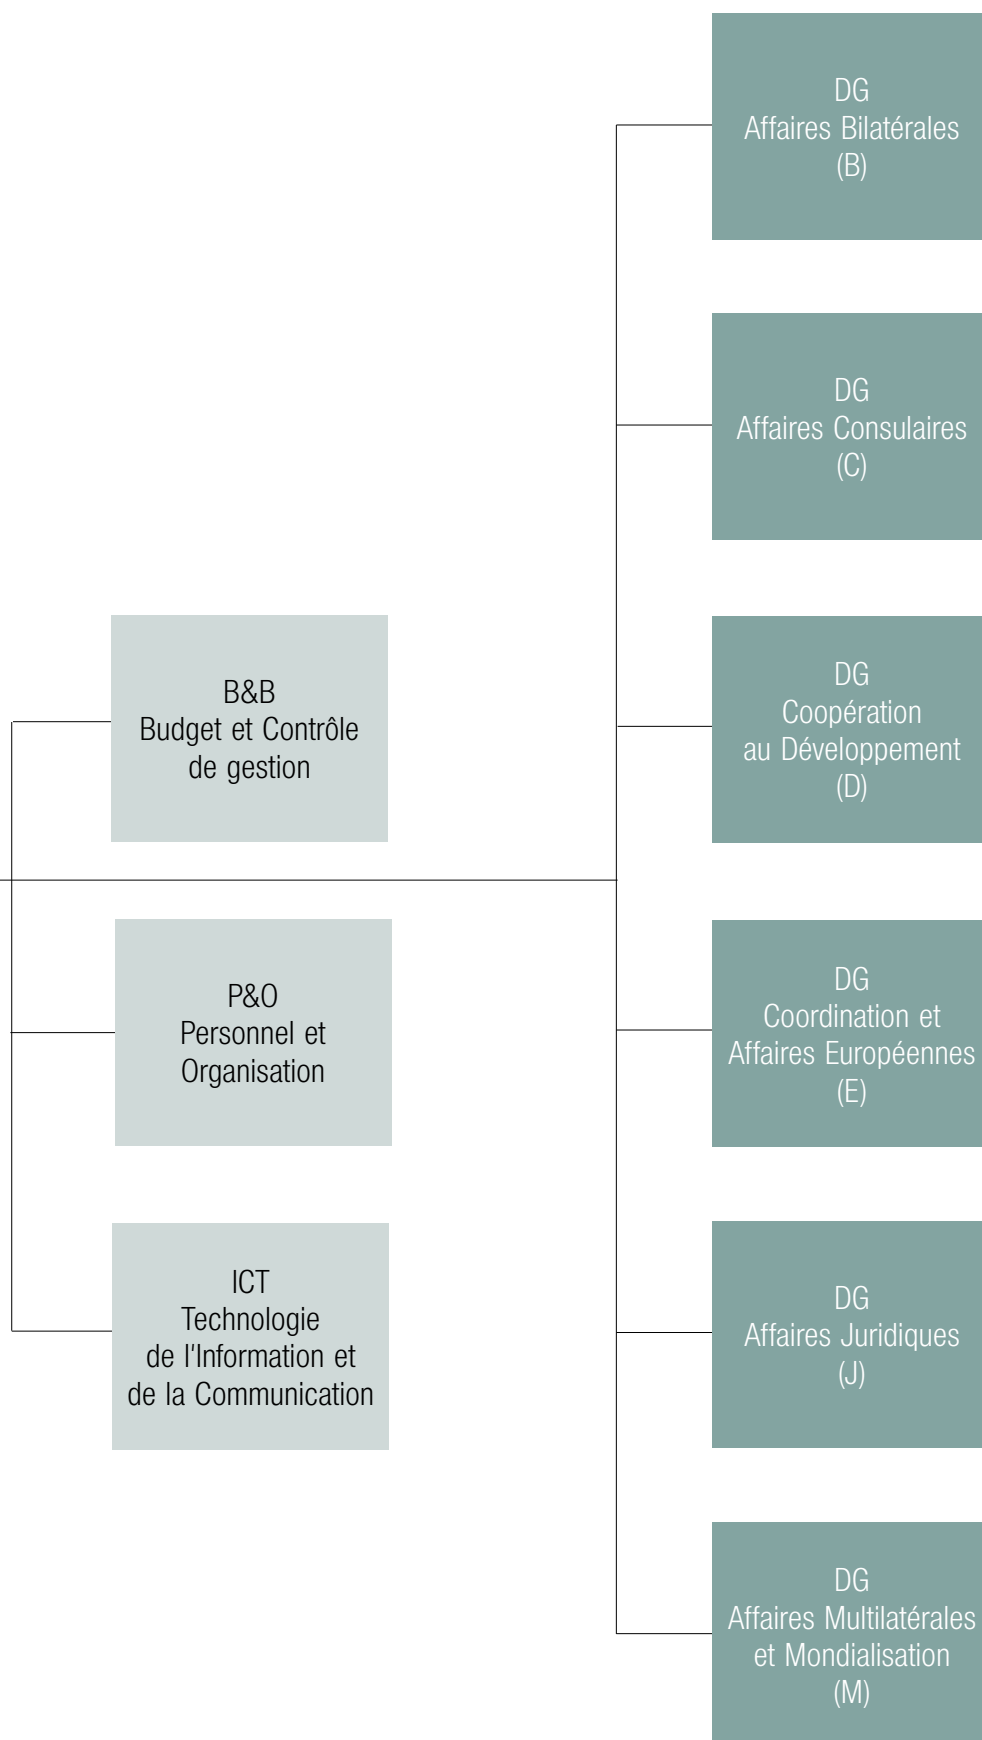 DG
Affaires Bilatérales
(B)
DG
Affaires Consulaires
(C)
B&B
Budget et Contrôle
de gestion
DG
Coopération
au Développement
(D)
P&O
Personnel et
Organisation
DG
Coordination et
Affaires Européennes
(E)
ICT
Technologie
de l'Information et
de la Communication
DG
Affaires Juridiques
(J)
DG
Affaires Multilatérales
et Mondialisation
(M)